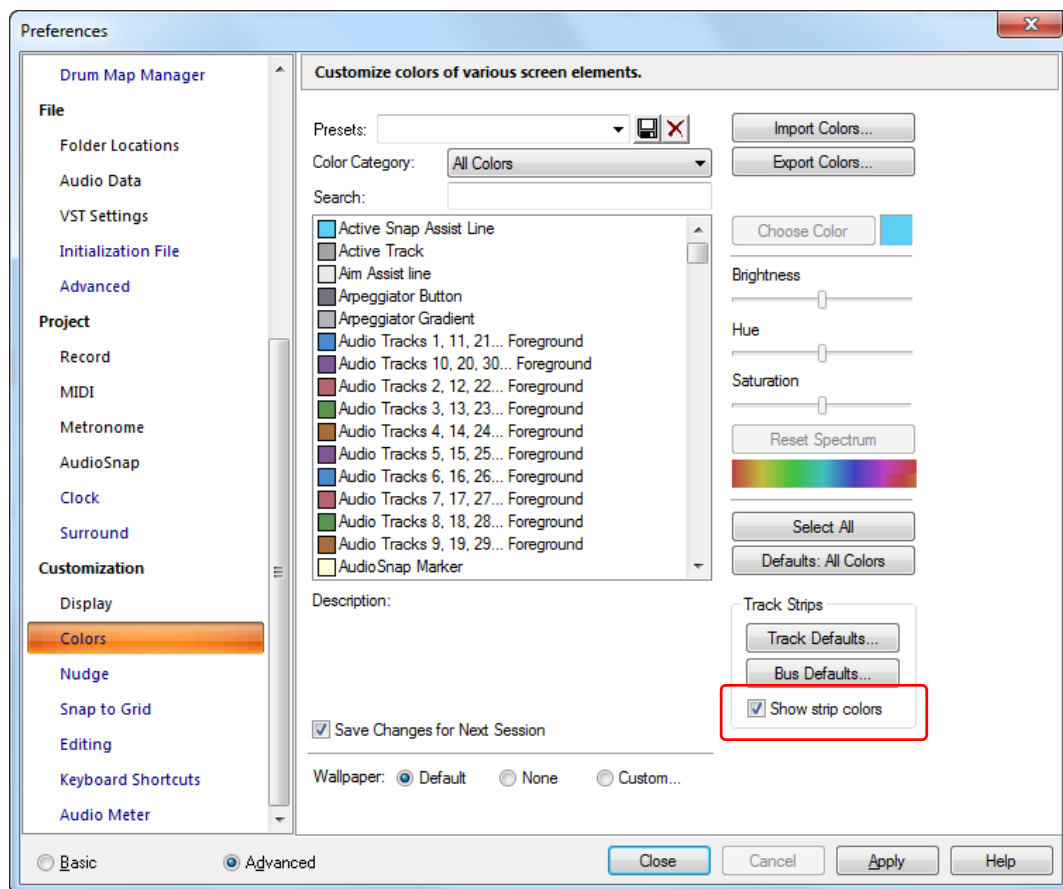 Preferences
Drum Map Manager
File
Folder Locations
Audio Data
VST Settings
Initialization File
Advanced
Project
Record
MIDI
Metronome
AudioSnap
Clock
Surround
Customization
Display
Colors
Nudge
Snap to Grid
Editing
Keyboard Shortcuts
Audio Meter
Customize colors of various screen elements.
Presets:
Color Category: All Colors
Search:
Active Snap Assist Line
Active Track
Aim Assist line
Arpeggiator Button
Arpeggiator Gradient
Audio Tracks 1, 11, 21... Foreground
Audio Tracks 10, 20, 30... Foreground
Audio Tracks 2, 12, 22... Foreground
Audio Tracks 3, 13, 23... Foreground
Audio Tracks 4, 14, 24... Foreground
Audio Tracks 5, 15, 25... Foreground
Audio Tracks 6, 16, 26... Foreground
Audio Tracks 7, 17, 27... Foreground
Audio Tracks 8, 18, 28... Foreground
Audio Tracks 9, 19, 29... Foreground
AudioSnap Marker
Description:
Save Changes for Next Session
Wallpaper: Default None Custom...
Import Colors...
Export Colors...
Choose Color
Brightness
Hue
Saturation
Reset Spectrum
Select All
Defaults: All Colors
Track Strips
Track Defaults...
Bus Defaults...
Show strip colors
Basic Advanced Close Cancel Apply Help